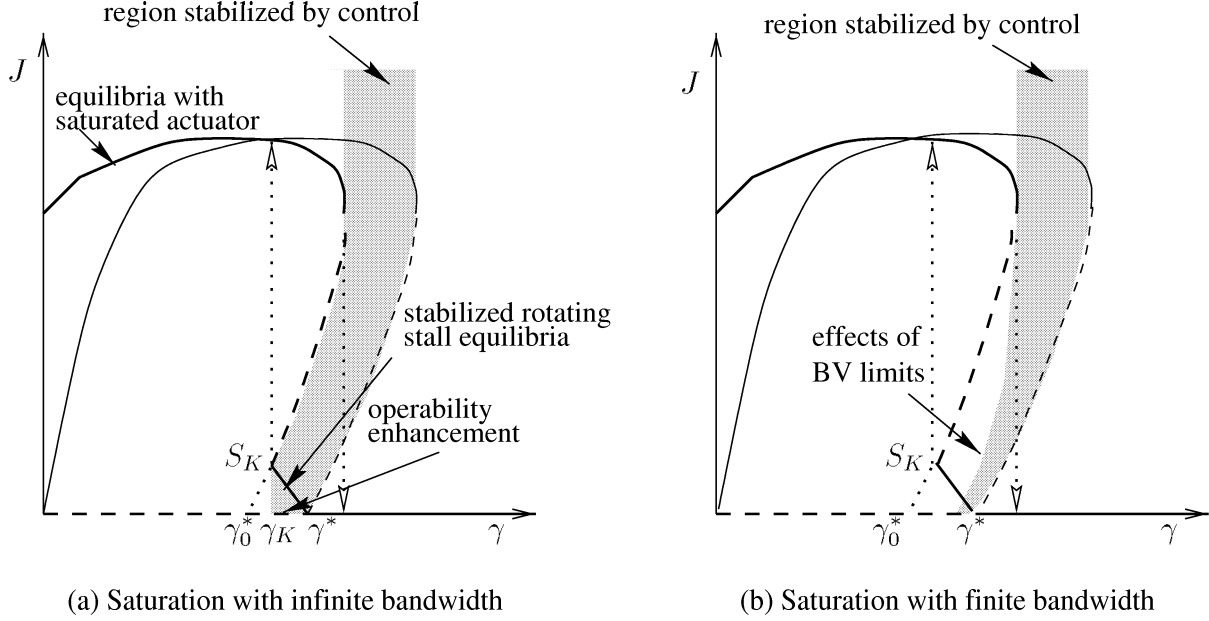 region stabilized by control
J
equilibria with
saturated actuator
stabilized rotating
stall equilibria
operability
enhancement
S_K
γ_0^* γ_K γ^* γ
(a) Saturation with infinite bandwidth
region stabilized by control
J
effects of
BV limits
S_K
γ_0^* γ^* γ
(b) Saturation with finite bandwidth